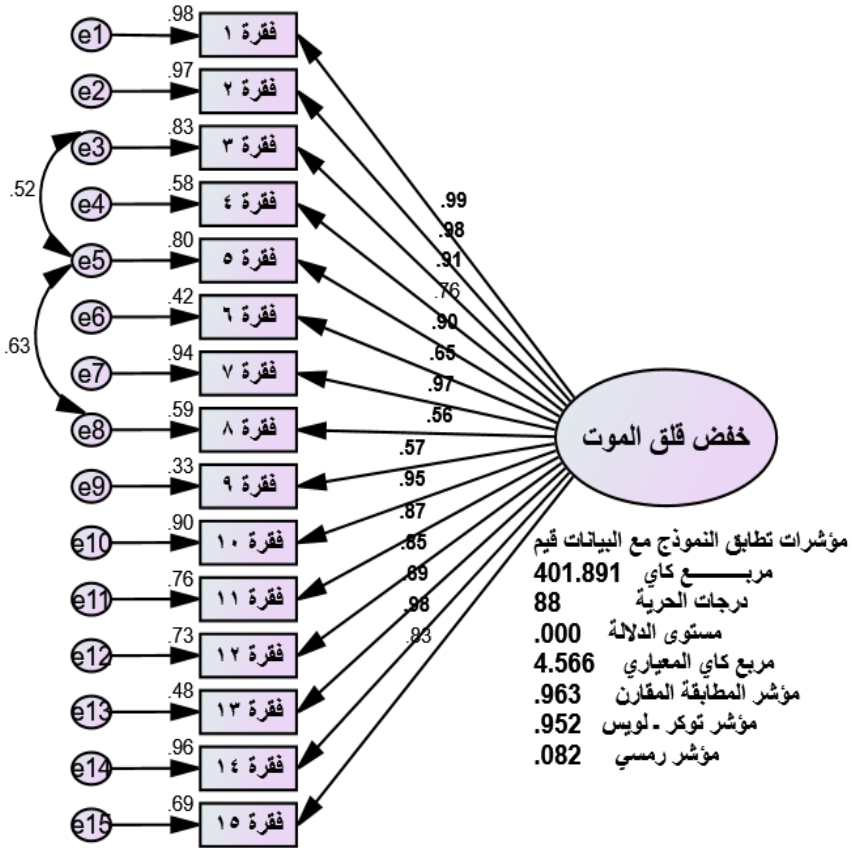 .98
e1 فقرة ١
.97
e2 فقرة ٢
.83
e3 فقرة ٣
.58
e4 فقرة ٤
.80
e5 فقرة ٥
.42
e6 فقرة ٦
.94
e7 فقرة ٧
.59
e8 فقرة ٨
.33
e9 فقرة ٩
.90
e10 فقرة ١٠
.76
e11 فقرة ١١
.73
e12 فقرة ١٢
.48
e13 فقرة ١٣
.96
e14 فقرة ١٤
.69
e15 فقرة ١٥
.52
.63
.99
.98
.91
.76
.90
.65
.97
.56
.57
.95
.87
.85
.69
.98
.83
خفض قلق الموت
مؤشرات تطابق النموذج مع البيانات قيم
مربـــــــع كاي 401.891
درجات الحرية 88
مستوى الدلالة .000
مربع كاي المعياري 4.566
مؤشر المطابقة المقارن .963
مؤشر توكر - لويس .952
مؤشر رمسي .082